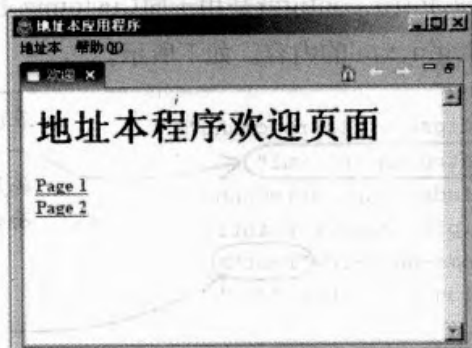 地址本应用程序
地址本 帮助(H)
欢迎 ×
地址本程序欢迎页面
Page 1
Page 2